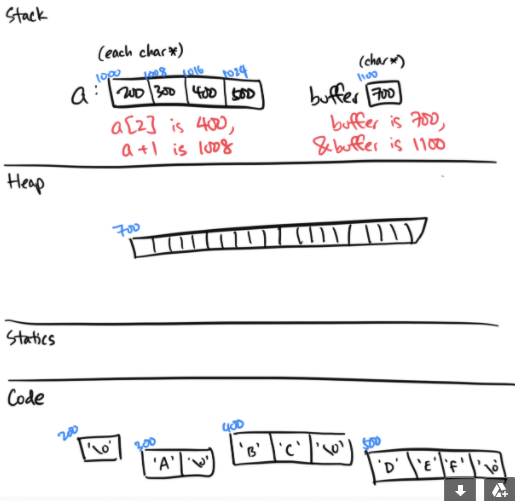 Stack
(each char*)
(char*)
1000 1008 1016 1024
1100
a: 200 300 400 500
buffer 700
a[2] is 400,
a+1 is 1008
buffer is 700,
&buffer is 1100
Heap
700
Statics
Code
200
'\0'
300
'A' '\0'
400
'B' 'C' '\0'
500
'D' 'E' 'F' '\0'